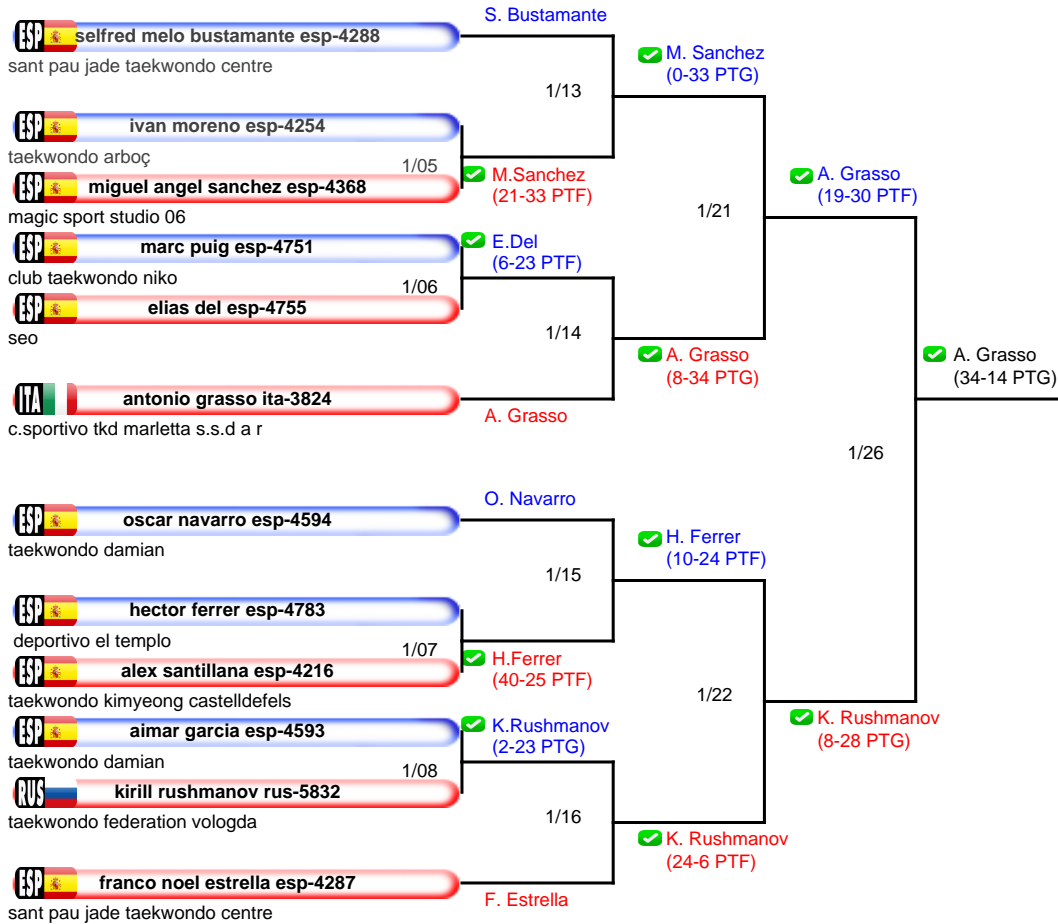 S. Bustamante
ESP selfred melo bustamante esp-4288
sant pau jade taekwondo centre
M. Sanchez
(0-33 PTG)
1/13
ESP ivan moreno esp-4254
taekwondo arboç
1/05
M.Sanchez
(21-33 PTF)
ESP miguel angel sanchez esp-4368
magic sport studio 06
A. Grasso
(19-30 PTF)
1/21
ESP marc puig esp-4751
club taekwondo niko
E.Del
(6-23 PTF)
1/06
ESP elias del esp-4755
seo
1/14
A. Grasso
(8-34 PTG)
A. Grasso
(34-14 PTG)
ITA antonio grasso ita-3824
c.sportivo tkd marletta s.s.d a r
A. Grasso
1/26
O. Navarro
ESP oscar navarro esp-4594
taekwondo damian
H. Ferrer
(10-24 PTF)
1/15
ESP hector ferrer esp-4783
deportivo el templo
1/07
H.Ferrer
(40-25 PTF)
ESP alex santillana esp-4216
taekwondo kimyeong castelldefels
1/22
K. Rushmanov
(8-28 PTG)
ESP aimar garcia esp-4593
taekwondo damian
K.Rushmanov
(2-23 PTG)
1/08
RUS kirill rushmanov rus-5832
taekwondo federation vologda
1/16
K. Rushmanov
(24-6 PTF)
ESP franco noel estrella esp-4287
sant pau jade taekwondo centre
F. Estrella